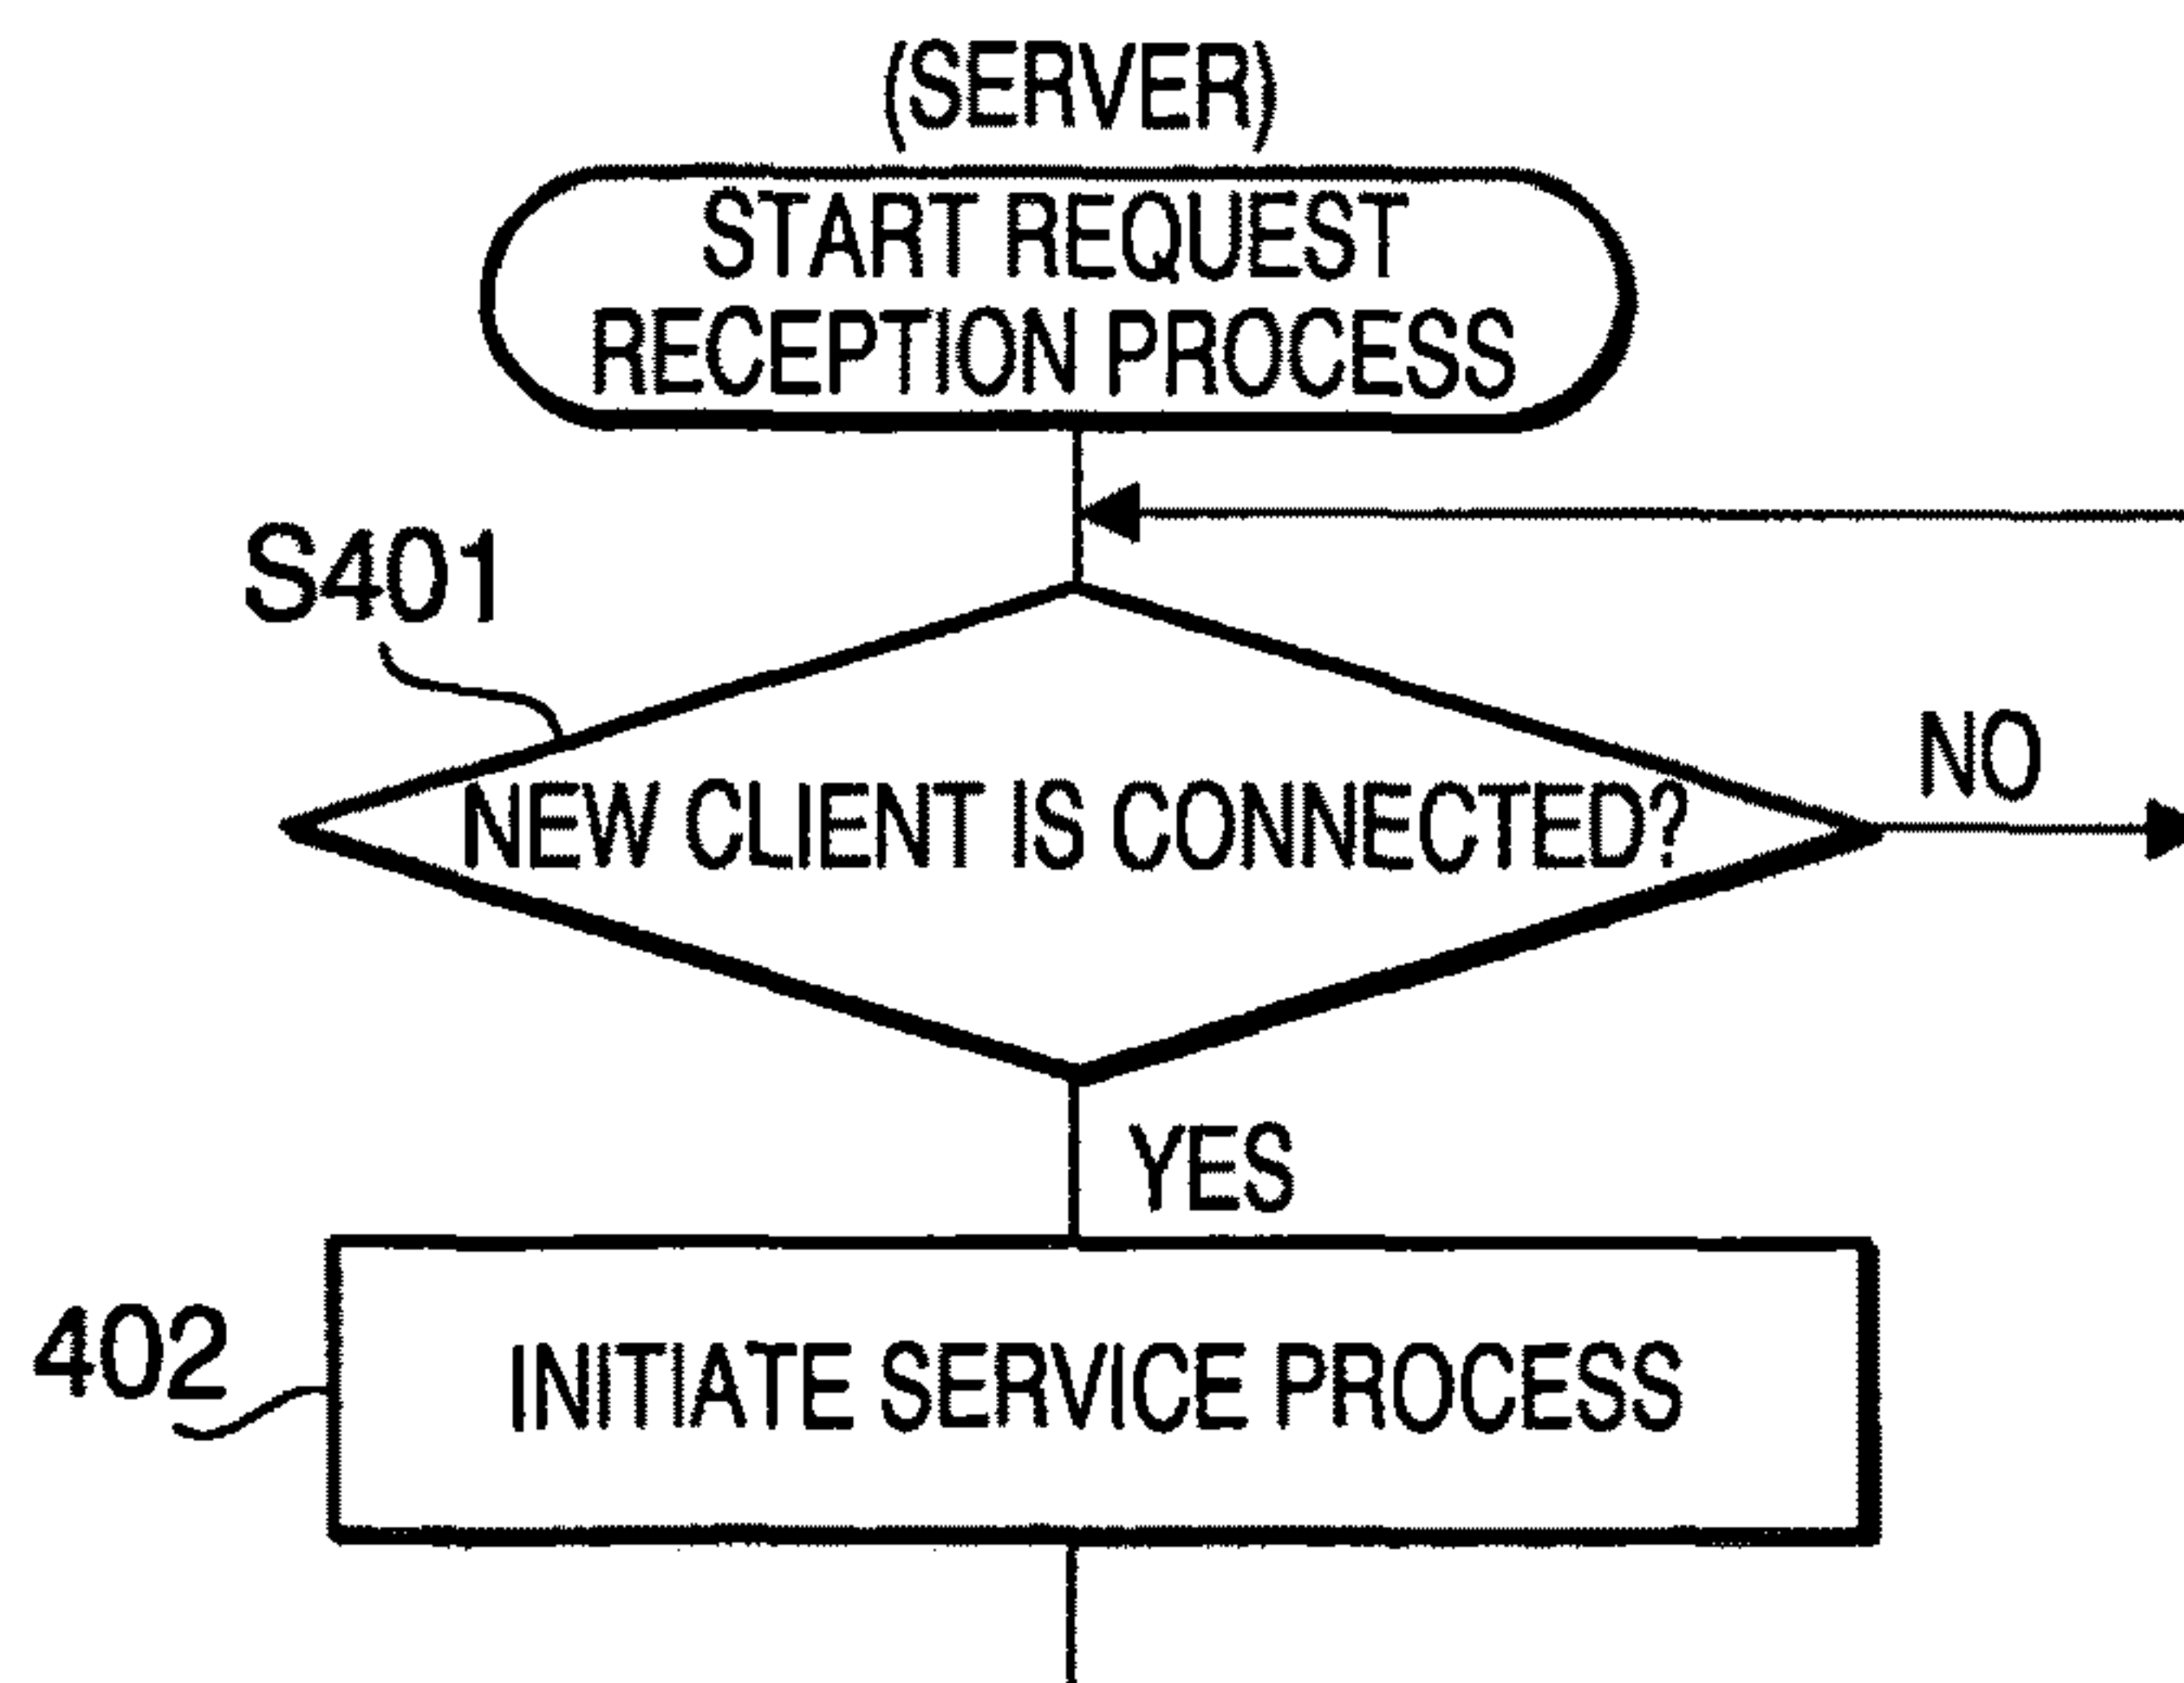 (SERVER)
START REQUEST
RECEPTION PROCESS
S401
NO
NEW CLIENT IS CONNECTED?
YES
402
INITIATE SERVICE PROCESS